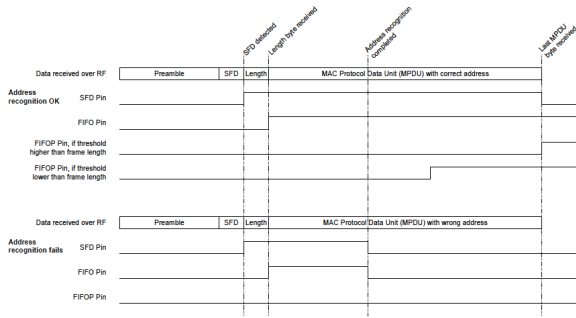 SFD detected
Length byte received
Address recognition
completed
Last MPDU
byte received
Data received over RF
Preamble
SFD
Length
MAC Protocol Data Unit (MPDU) with correct address
Address
recognition OK
SFD Pin
FIFO Pin
FIFOP Pin, if threshold
higher than frame length
FIFOP Pin, if threshold
lower than frame length
Data received over RF
Preamble
SFD
Length
MAC Protocol Data Unit (MPDU) with wrong address
Address
recognition fails
SFD Pin
FIFO Pin
FIFOP Pin